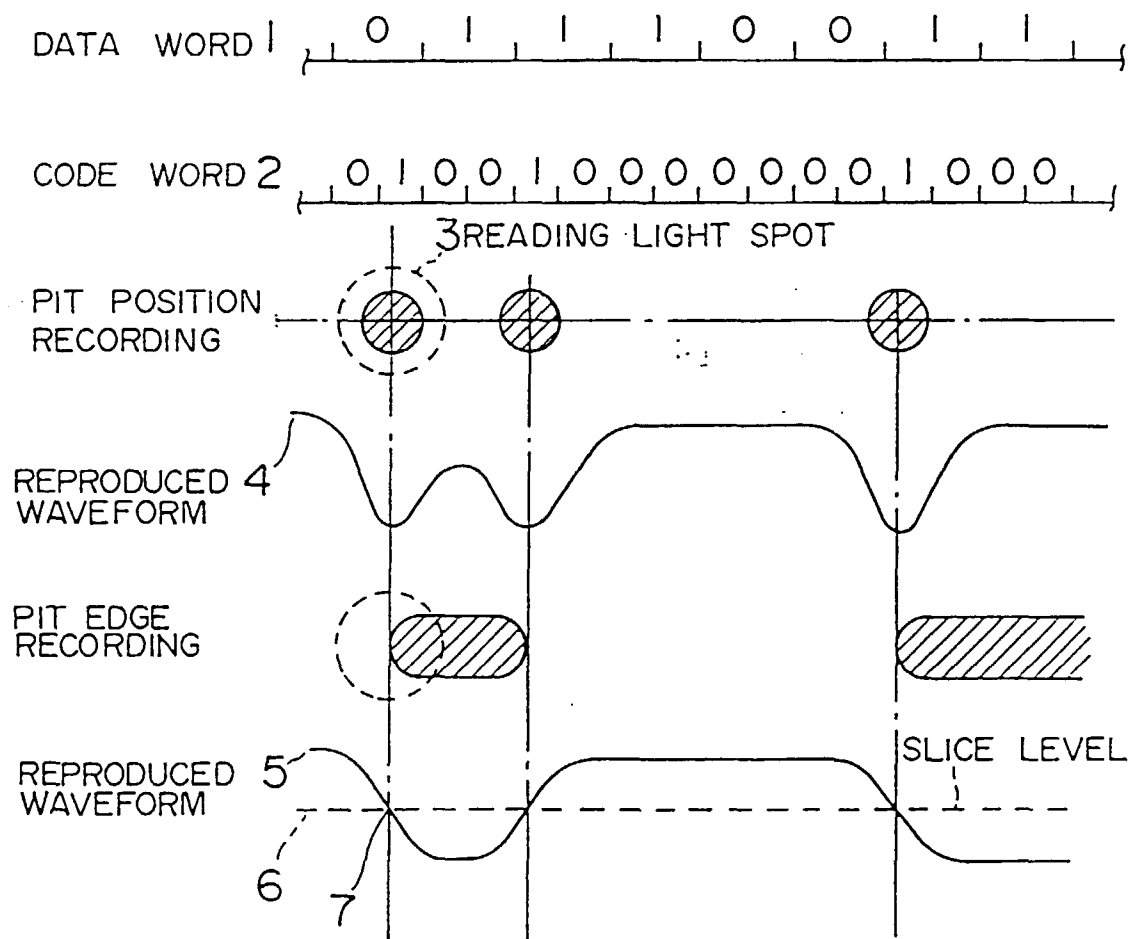 DATA WORD 1 0 1 1 1 0 0 1 1
CODE WORD 2 0 1 0 0 1 0 0 0 0 0 0 0 1 0 0 0
3 READING LIGHT SPOT
PIT POSITION
RECORDING
REPRODUCED 4
WAVEFORM
PIT EDGE
RECORDING
SLICE LEVEL
REPRODUCED 5
WAVEFORM
6
7